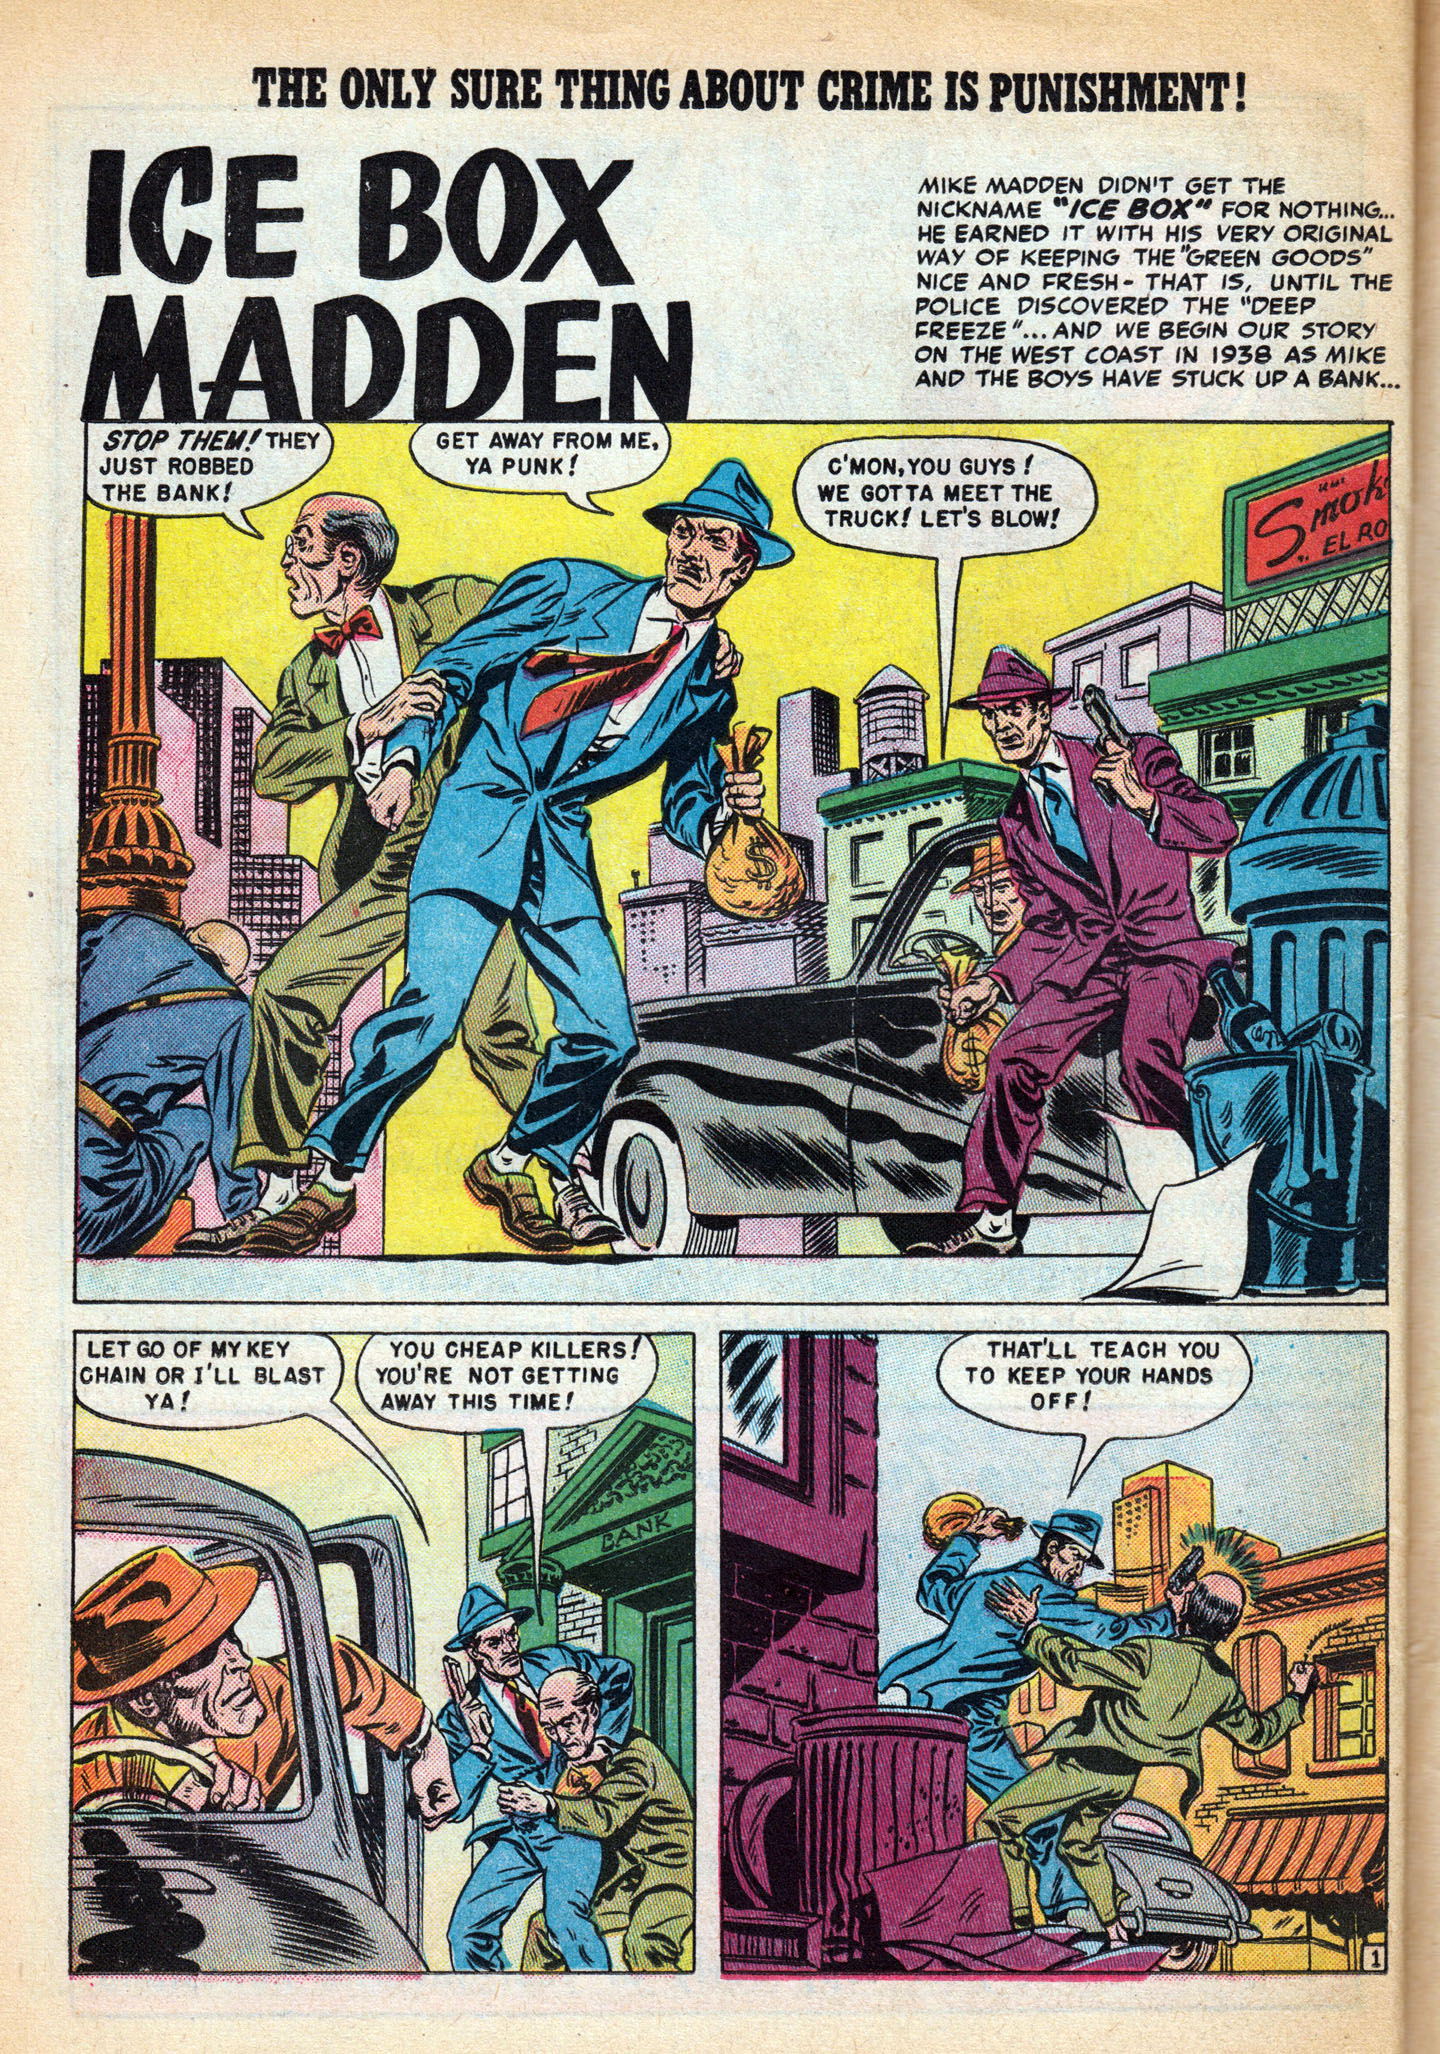 THE ONLY SURE THING ABOUT CRIME IS PUNISHMENT!
ICE BOX
MADDEN
MIKE MADDEN DIDN'T GET THE
NICKNAME "ICE BOX" FOR NOTHING...
HE EARNED IT WITH HIS VERY ORIGINAL
WAY OF KEEPING THE "GREEN GOODS"
NICE AND FRESH - THAT IS, UNTIL THE
POLICE DISCOVERED THE "DEEP
FREEZE"... AND WE BEGIN OUR STORY
ON THE WEST COAST IN 1938 AS MIKE
AND THE BOYS HAVE STUCK UP A BANK...
STOP THEM! THEY
JUST ROBBED
THE BANK!
GET AWAY FROM ME,
YA PUNK!
C'MON, YOU GUYS!
WE GOTTA MEET THE
TRUCK! LET'S BLOW!
Smok
EL RO
$
$
LET GO OF MY KEY
CHAIN OR I'LL BLAST
YA!
YOU CHEAP KILLERS!
YOU'RE NOT GETTING
AWAY THIS TIME!
BANK
THAT'LL TEACH YOU
TO KEEP YOUR HANDS
OFF!
1